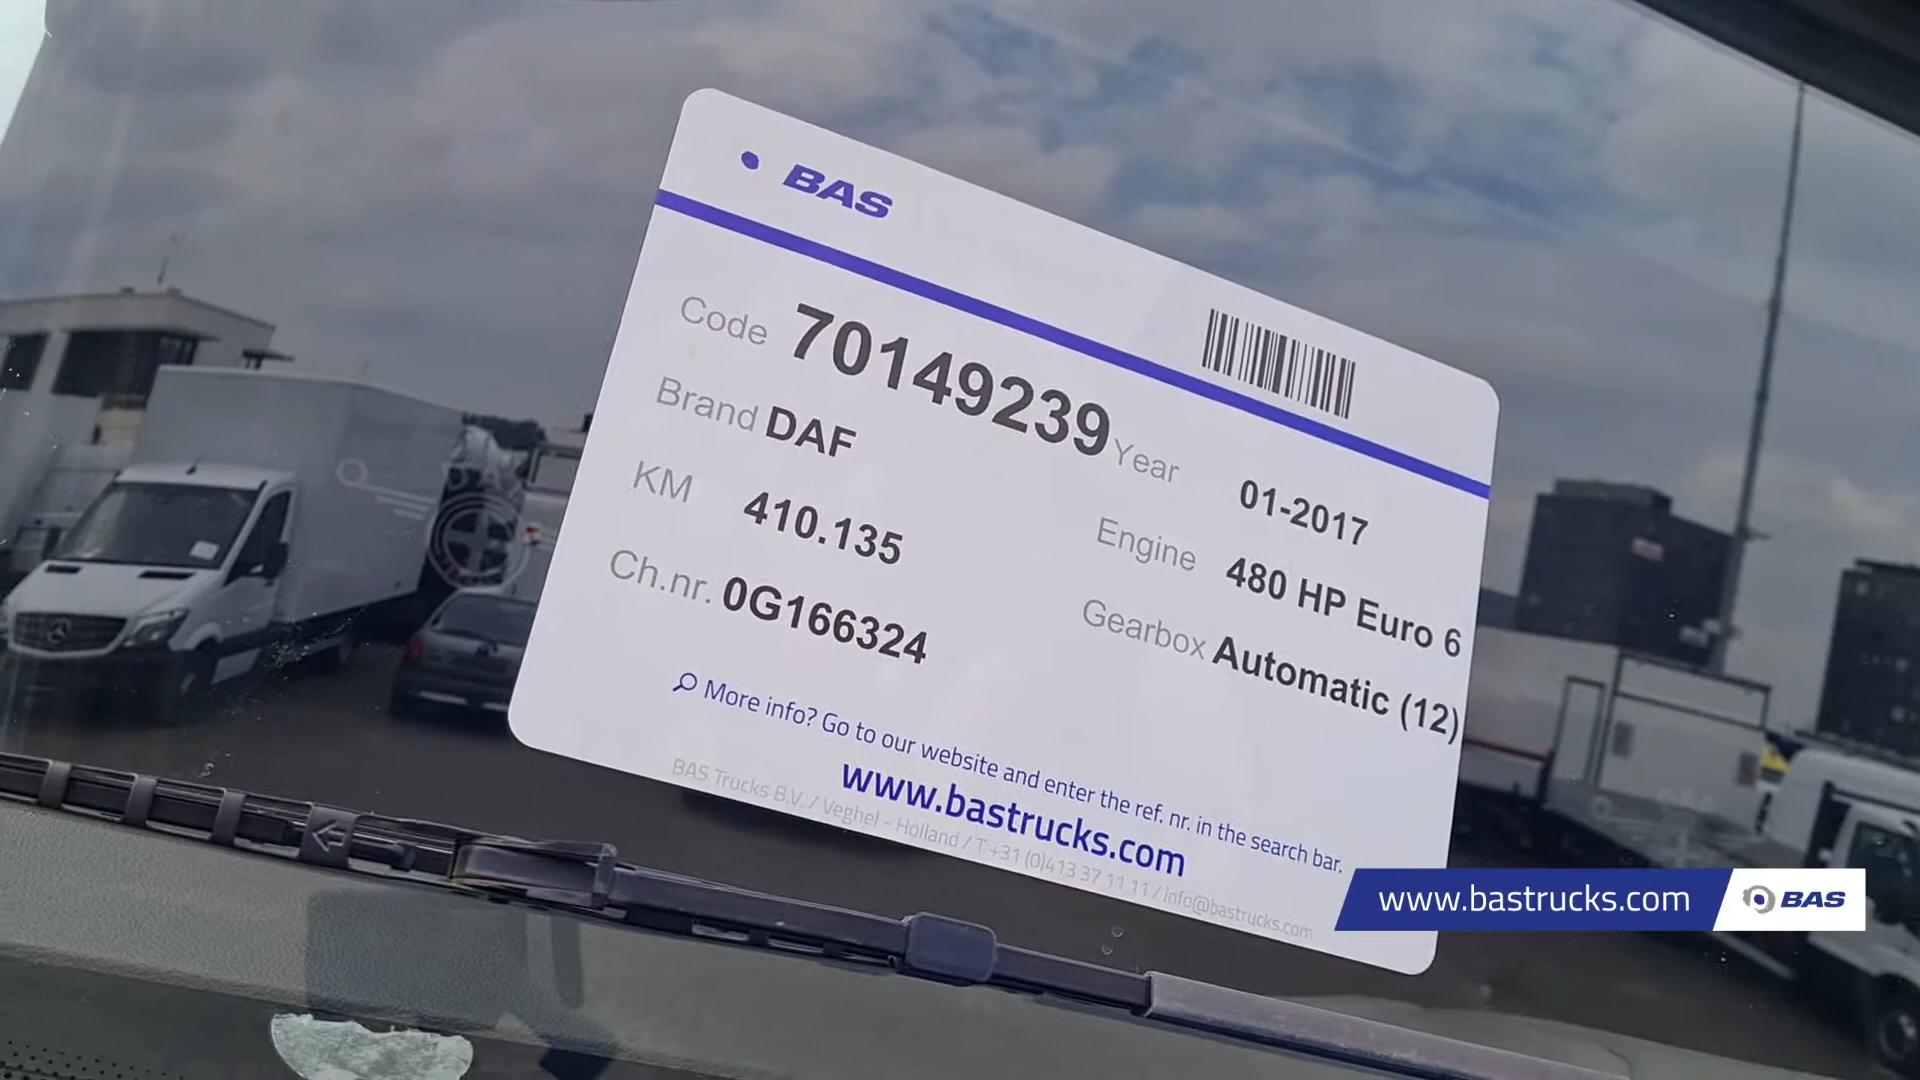 BAS
Code 70149239
Brand DAF
KM 410.135
Ch.nr. 0G166324
Year 01-2017
Engine 480 HP Euro 6
Gearbox Automatic (12)
More info? Go to our website and enter the ref. nr. in the search bar.
www.bastrucks.com
BAS Trucks B.V. / Veghel - Holland / T +31 (0)413 37 11 11 / info@bastrucks.com
www.bastrucks.com BAS